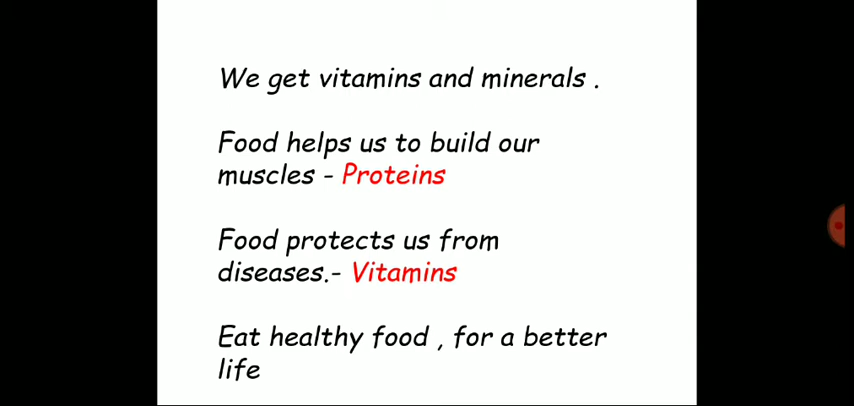 We get vitamins and minerals .
Food helps us to build our
muscles - Proteins
Food protects us from
diseases.- Vitamins
Eat healthy food , for a better
life